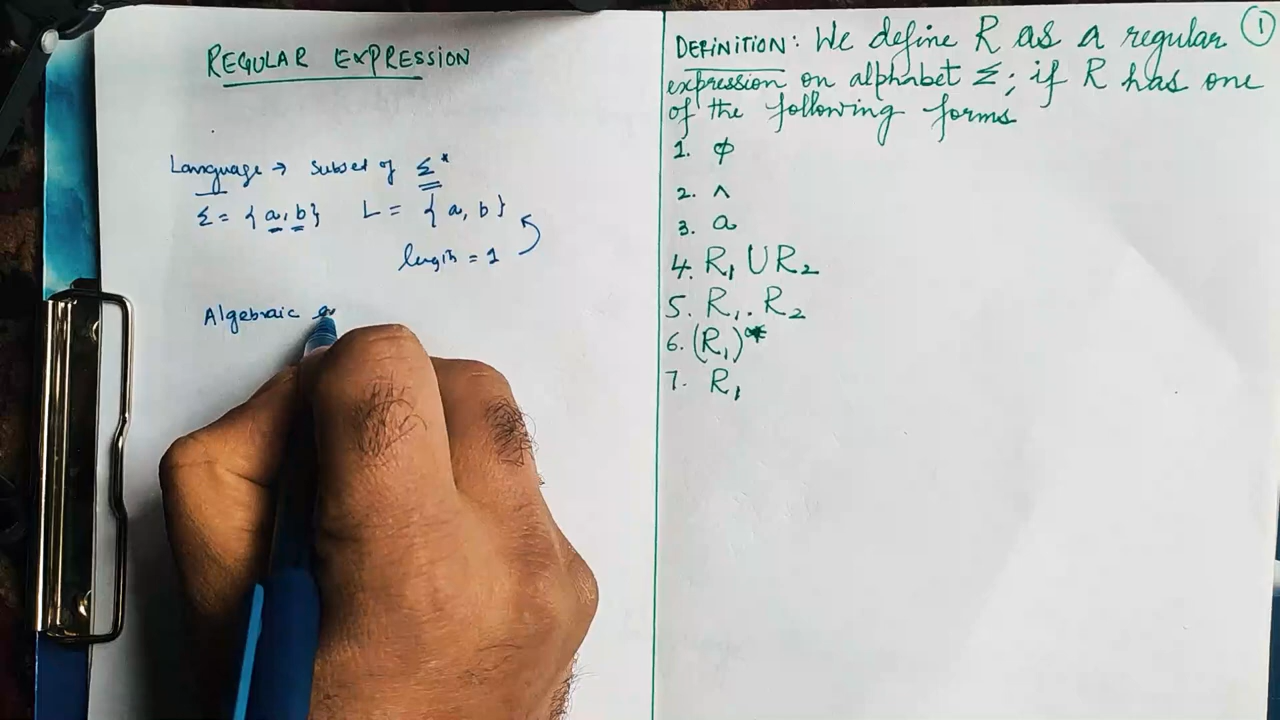 REGULAR EXPRESSION
Language → subset of Σ*
Σ = {a, b} L = {a, b}
length = 1
Algebraic
DEFINITION: We define R as a regular ①
expression on alphabet Σ; if R has one
of the following forms
1. φ
2. ∧
3. a
4. R₁ ∪ R₂
5. R₁. R₂
6. (R₁)*
7. R₁